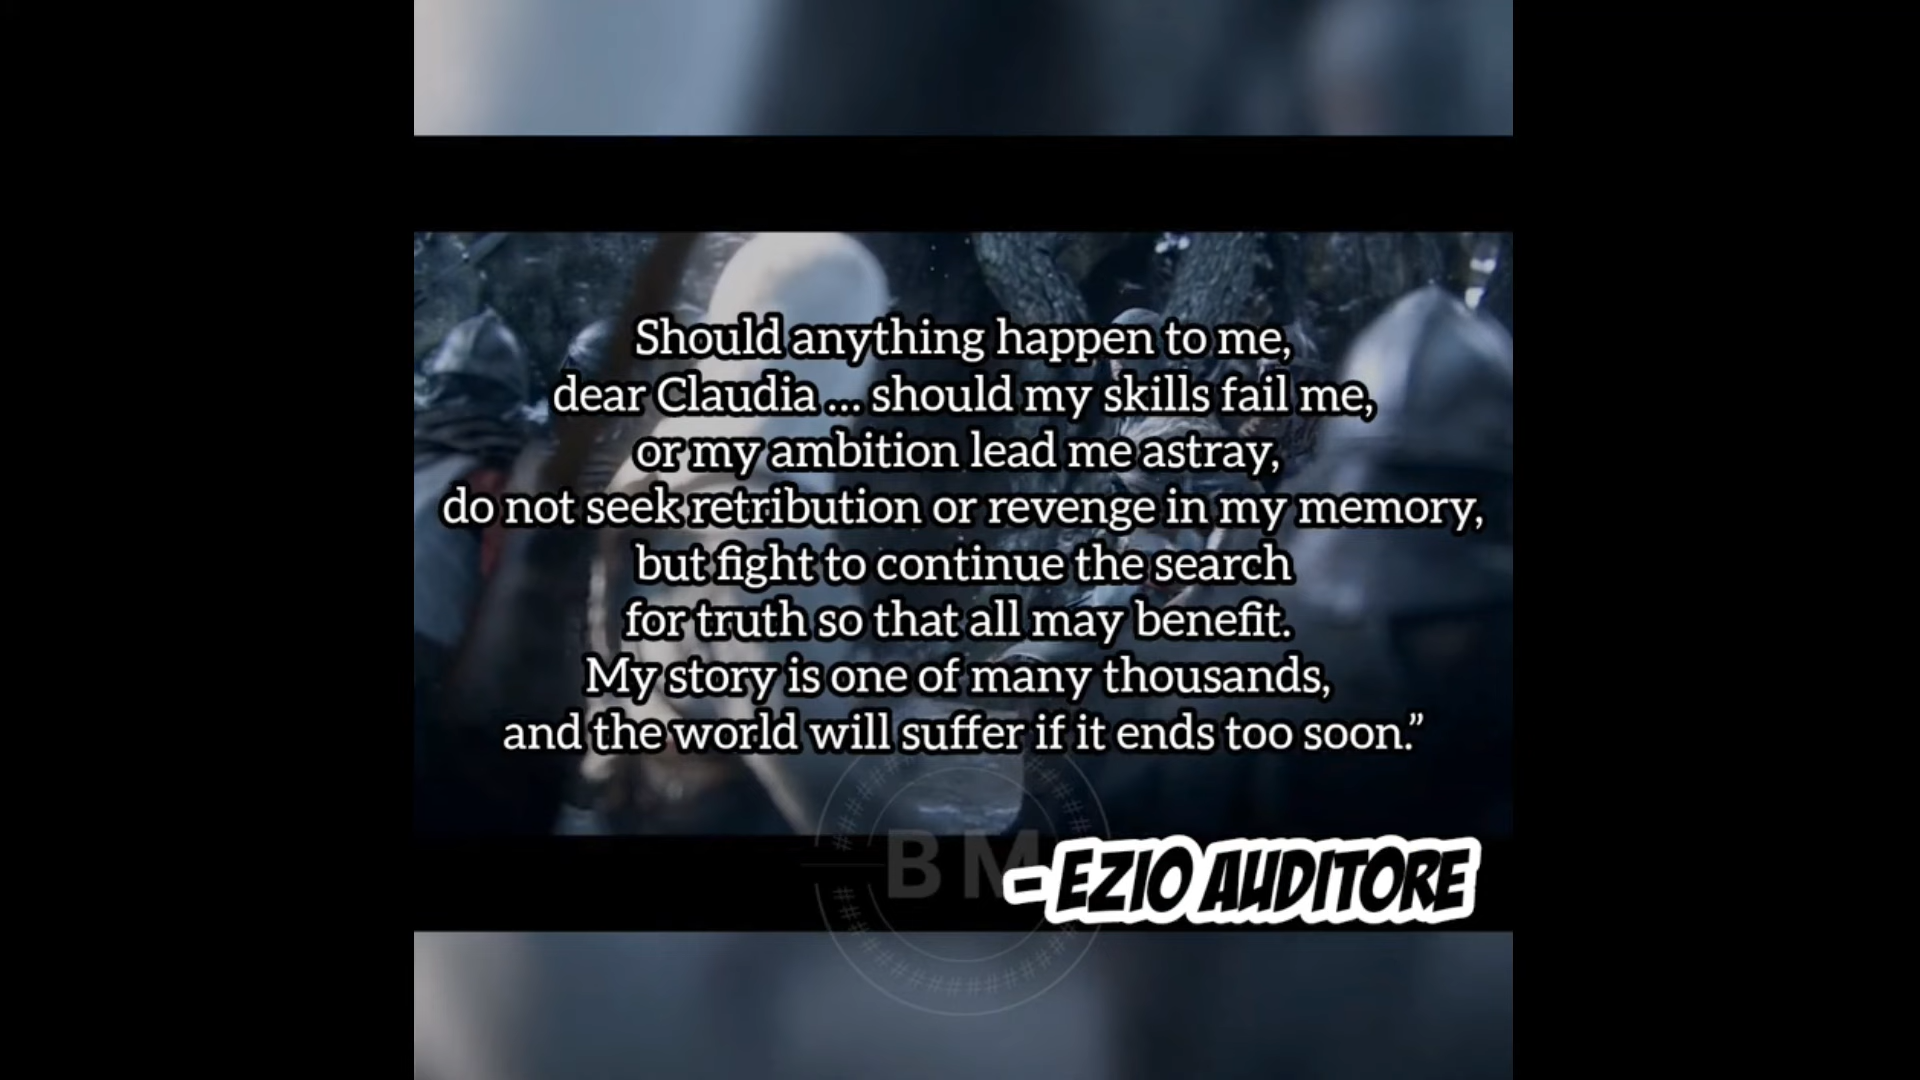 Should anything happen to me,
dear Claudia ... should my skills fail me,
or my ambition lead me astray,
do not seek retribution or revenge in my memory,
but fight to continue the search
for truth so that all may benefit.
My story is one of many thousands,
and the world will suffer if it ends too soon.”
BM
- EZIO AUDITORE